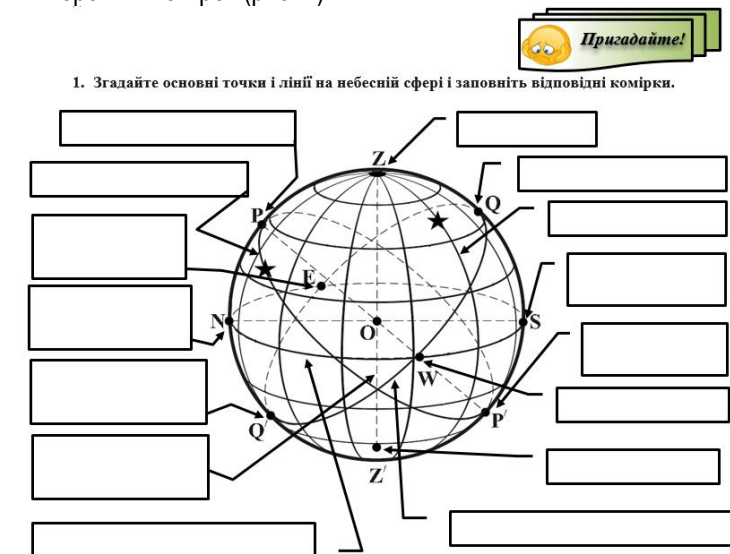 Пригадайте!
1. Згадайте основні точки і лінії на небесній сфері і заповніть відповідні комірки.
Z
P
Q
E
N
O
S
W
Q'
P'
Z'